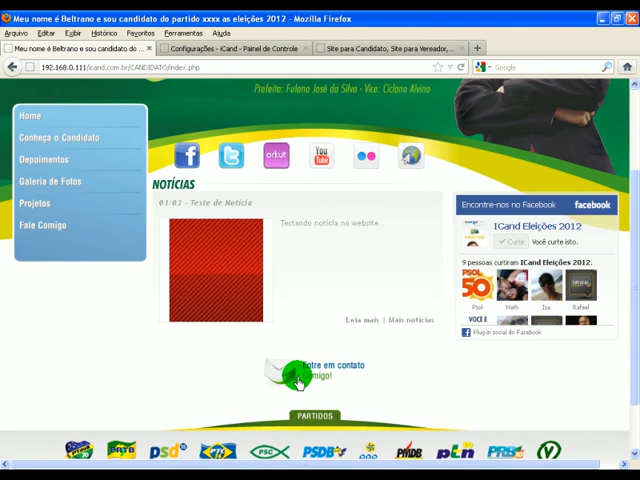 Meu nome é Beltrano e sou candidato do partido xxxx as eleições 2012 - Mozilla Firefox
Arquivo Editar Exibir Histórico Favoritos Ferramentas Ajuda
Meu nome é Beltrano e sou candidato do ... Configurações - iCand - Painel de Controle Site para Candidato, Site para Vereador,...
192.168.0.111/icand.com.br/CANDIDATO/index.php Google
Prefeito: Fulano José da Silva - Vice: Ciclano Alvino
Home
Conheça o Candidato
Depoimentos
Galeria de Fotos
Projetos
Fale Comigo
orkut You Tube
NOTÍCIAS
01/03 - Teste de Notícia
Testando notícia no website
Leia mais | Mais notícias
Encontre-nos no Facebook facebook
ICand Eleições 2012
Curtir Você curte isto.
9 pessoas curtiram ICand Eleições 2012.
PSOL 50
Psol Nath Isa Rafael
VOCÊ É
Plug-in social do Facebook
Entre em contato
comigo!
PARTIDOS
PRTB psd PTC PSC PSDB PMDB ptn PRB V